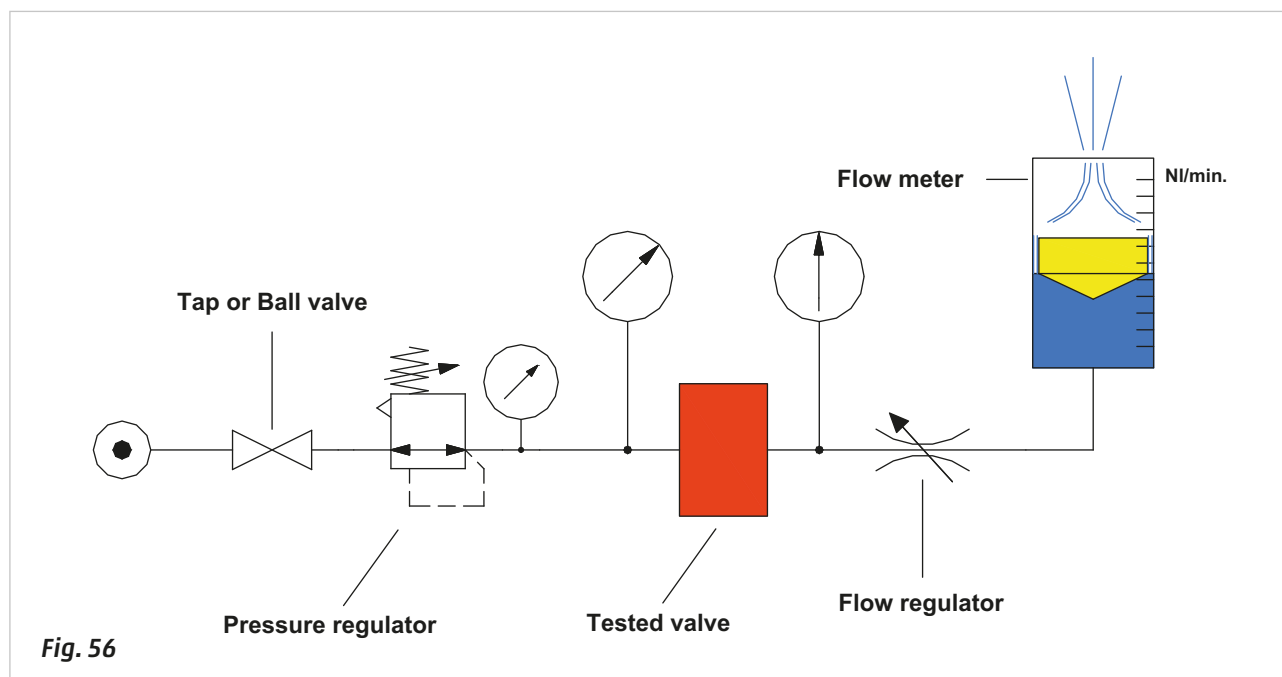 Flow meter
Nl/min.
Tap or Ball valve
Pressure regulator
Tested valve
Flow regulator
Fig. 56